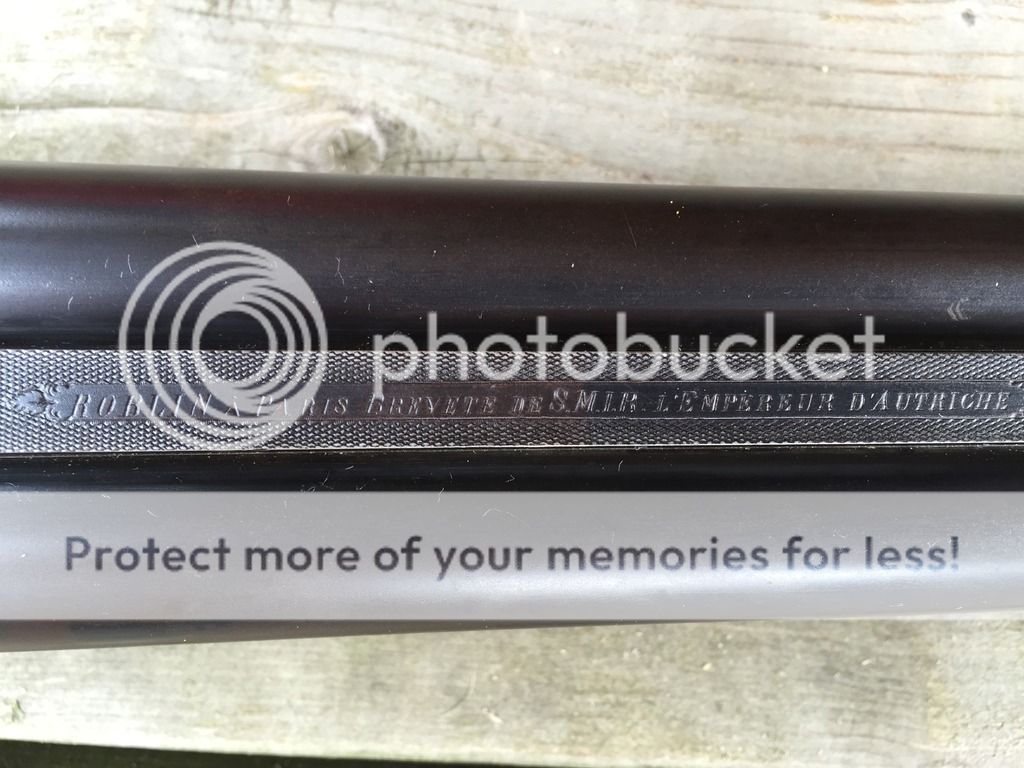 photobucket
ROBLIN A PARIS BREVETE DE S.M.I.R. L'EMPEREUR D'AUTRICHE
Protect more of your memories for less!